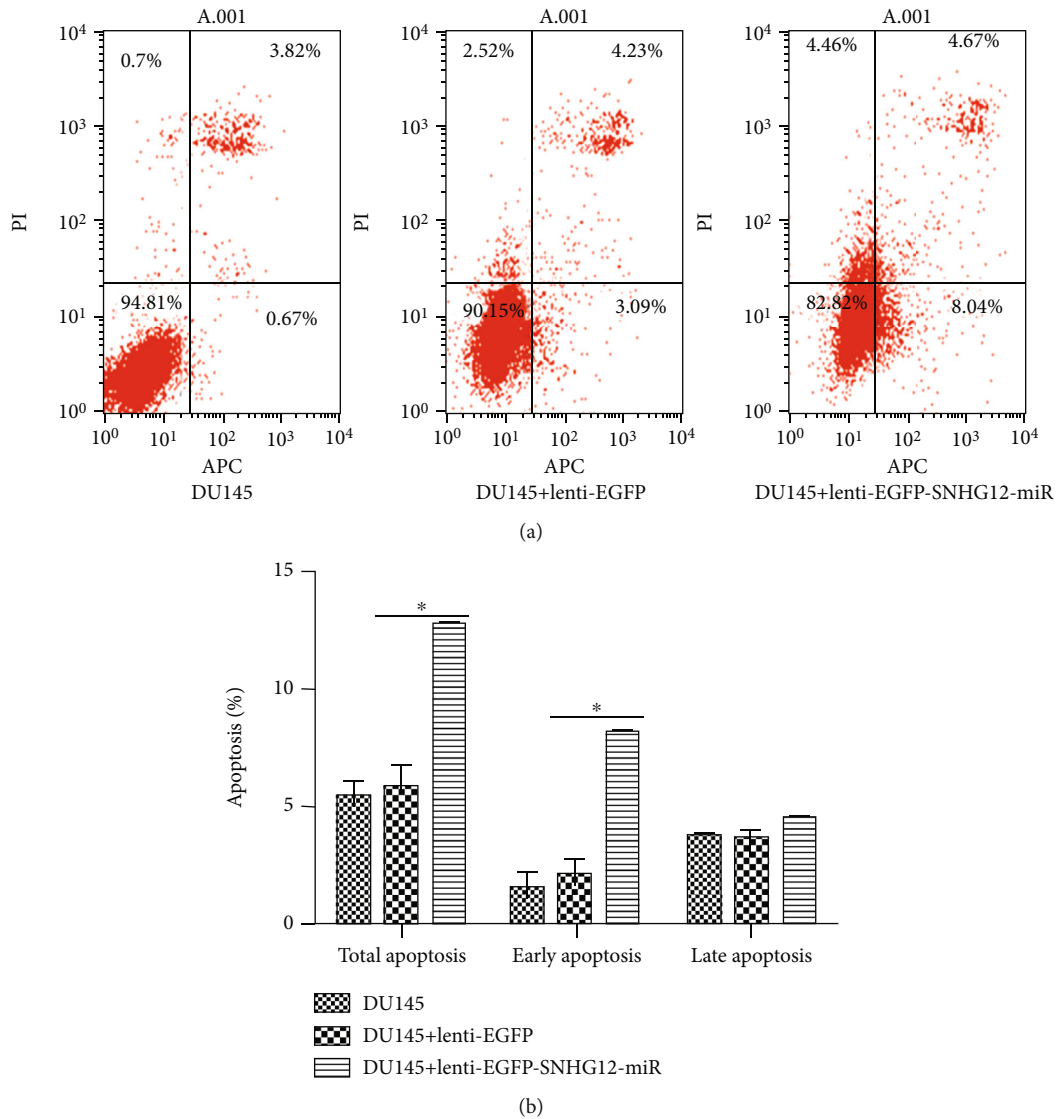 A.001 A.001 A.001
10⁴ 0.7% 3.82% 10⁴ 2.52% 4.23% 10⁴ 4.46% 4.67%
10³ 10³ 10³
PI PI PI
10² 10² 10²
94.81% 0.67% 90.15% 3.09% 82.82% 8.04%
10¹ 10¹ 10¹
10⁰ 10⁰ 10⁰
10⁰ 10¹ 10² 10³ 10⁴ 10⁰ 10¹ 10² 10³ 10⁴ 10⁰ 10¹ 10² 10³ 10⁴
APC APC APC
DU145 DU145+lenti-EGFP DU145+lenti-EGFP-SNHG12-miR
(a)
15
*
10
*
Apoptosis (%)
5
0
Total apoptosis Early apoptosis Late apoptosis
DU145
DU145+lenti-EGFP
DU145+lenti-EGFP-SNHG12-miR
(b)